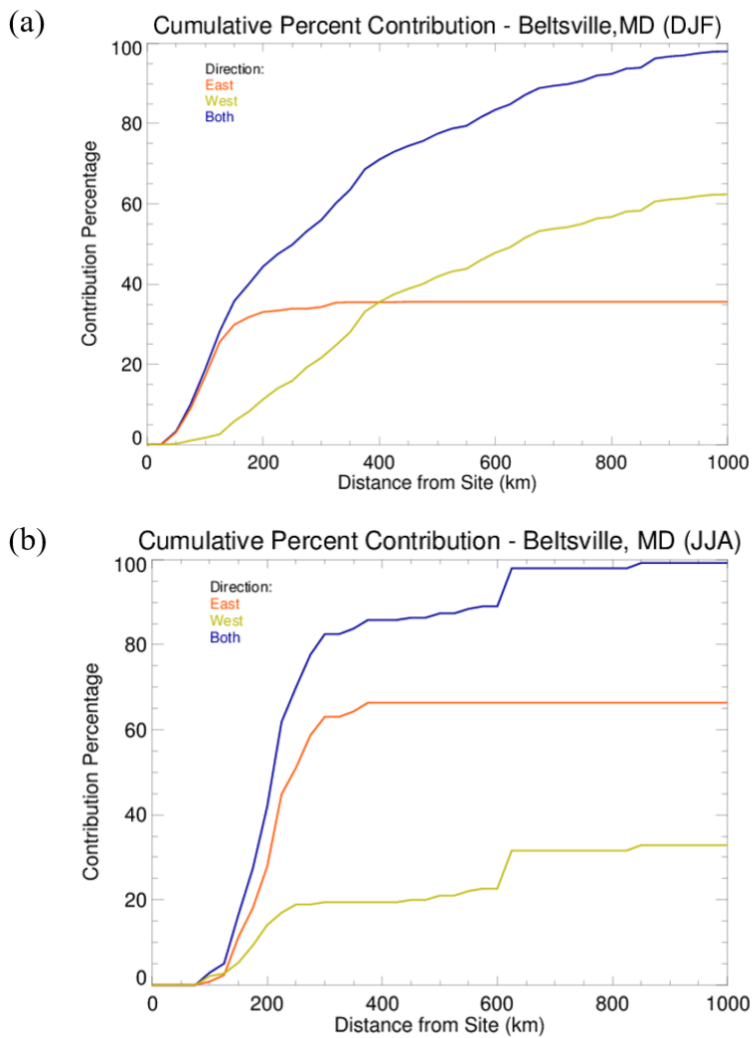 (a)
Cumulative Percent Contribution - Beltsville,MD (DJF)
100
80
60
40
20
0
Contribution Percentage
Direction:
East
West
Both
0 200 400 600 800 1000
Distance from Site (km)
(b)
Cumulative Percent Contribution - Beltsville, MD (JJA)
100
80
60
40
20
0
Contribution Percentage
Direction:
East
West
Both
0 200 400 600 800 1000
Distance from Site (km)